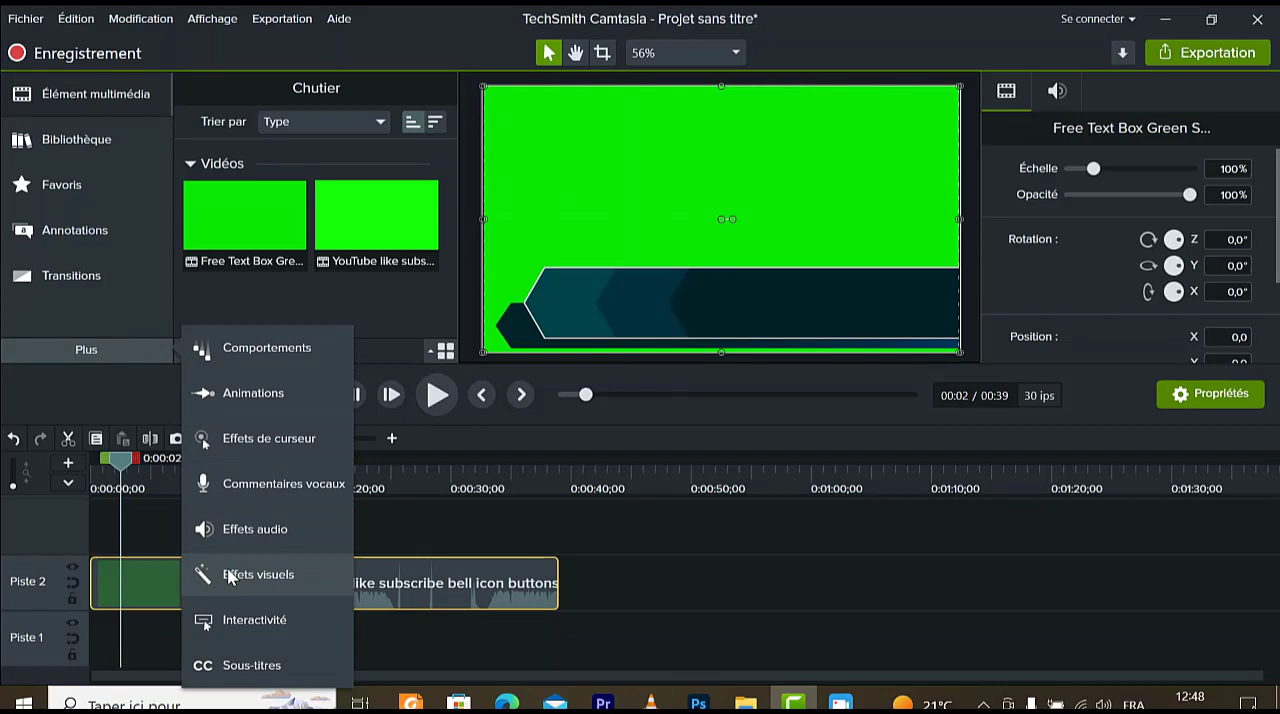 Fichier Édition Modification Affichage Exportation Aide TechSmith Camtasia - Projet sans titre* Se connecter
Enregistrement 56% Exportation
Élément multimédia
Bibliothèque
Favoris
Annotations
Transitions
Plus
Chutier
Trier par Type
Vidéos
Free Text Box Gre... YouTube like subs...
Free Text Box Green S...
Échelle 100%
Opacité 100%
Rotation : Z 0,0°
Y 0,0°
X 0,0°
Position : X 0,0
Comportements
Animations
Effets de curseur
Commentaires vocaux
Effets audio
Effets visuels
Interactivité
CC Sous-titres
00:02 / 00:39 30 ips Propriétés
0:00:02
0:00:00;00 0:00:30;00 0:00:40;00 0:00:50;00 0:01:00;00 0:01:10;00 0:01:20;00 0:01:30;00
Piste 2 like subscribe bell icon buttons
Piste 1
Taper ici pour Pr Ps 21°C FRA 12:48